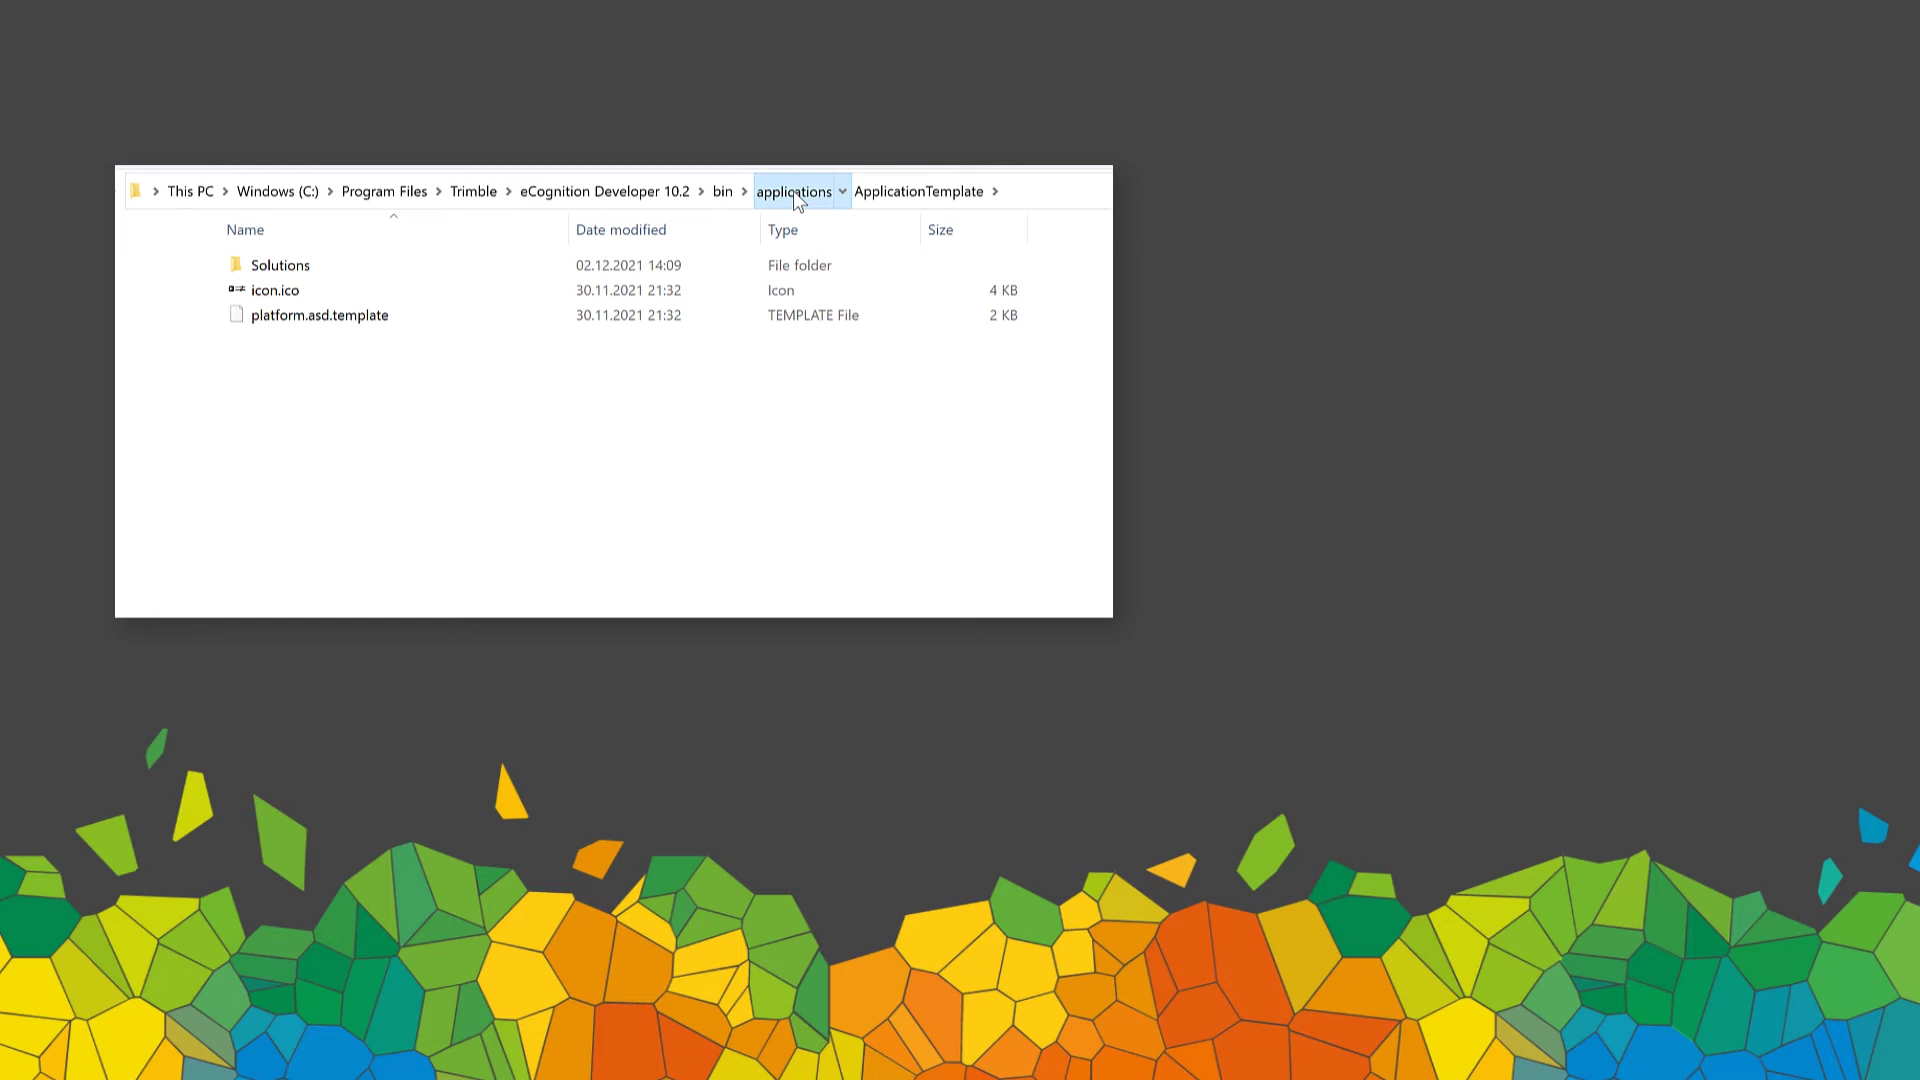 This PC > Windows (C:) > Program Files > Trimble > eCognition Developer 10.2 > bin > applications ApplicationTemplate >
Name Date modified Type Size
Solutions 02.12.2021 14:09 File folder
icon.ico 30.11.2021 21:32 Icon 4 KB
platform.asd.template 30.11.2021 21:32 TEMPLATE File 2 KB